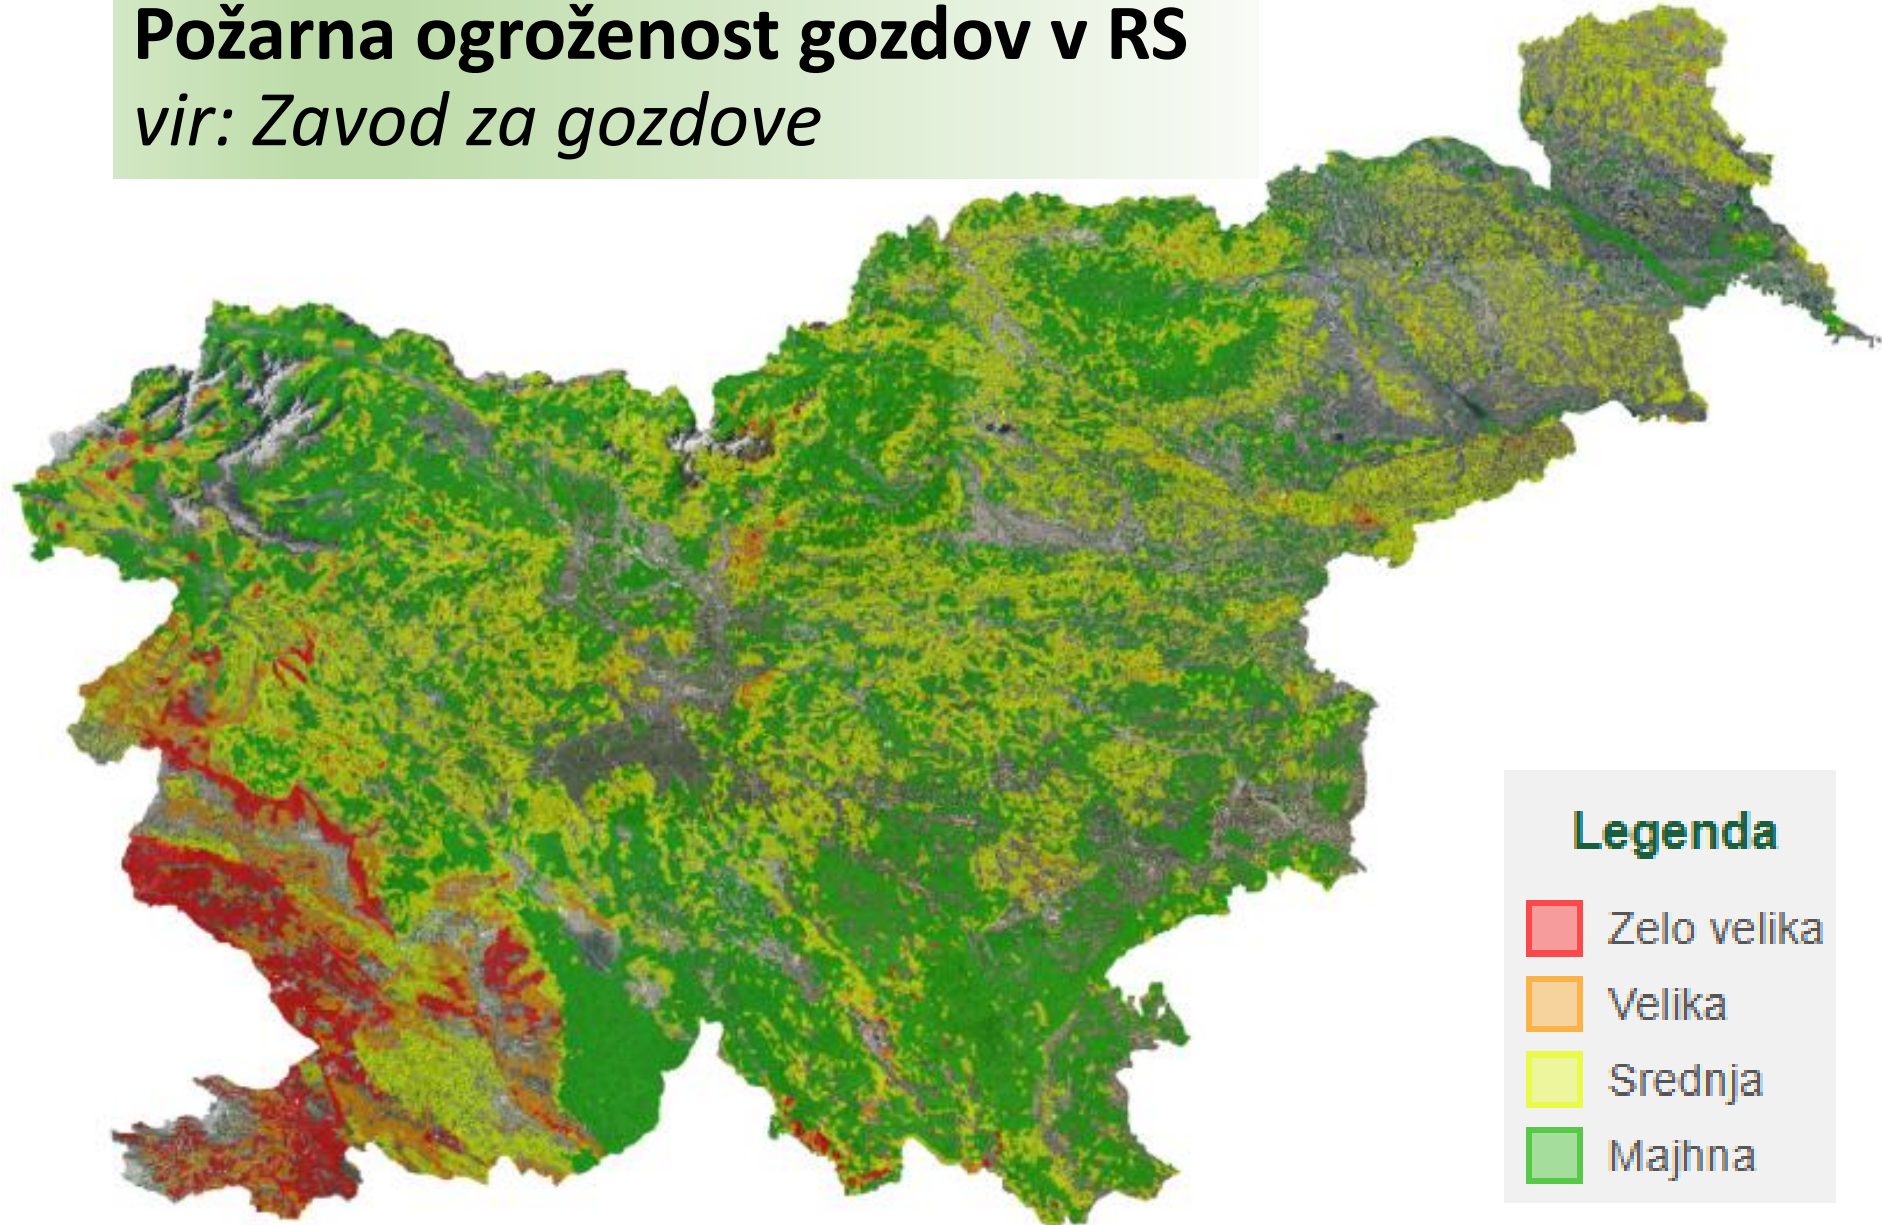 Požarna ogroženost gozdov v RS
vir: Zavod za gozdove
Legenda
Zelo velika
Velika
Srednja
Majhna